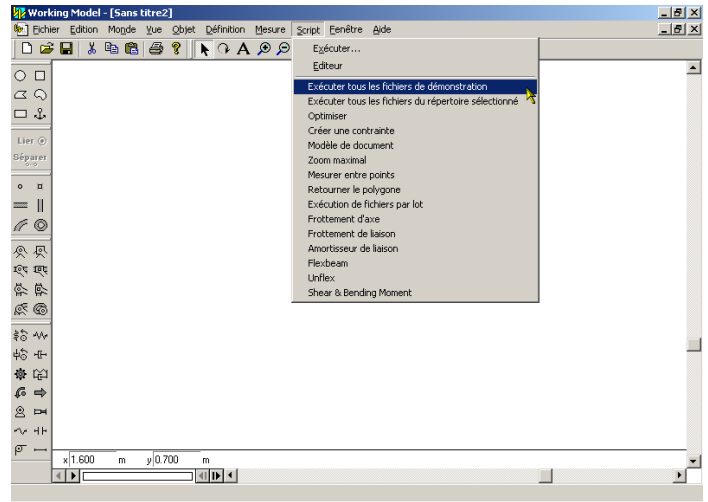 Working Model - [Sans titre2]
Fichier Edition Monde Vue Objet Définition Mesure Script Fenêtre Aide
A
Exécuter...
Editeur
Exécuter tous les fichiers de démonstration
Exécuter tous les fichiers du répertoire sélectionné
Optimiser
Créer une contrainte
Modèle de document
Zoom maximal
Mesurer entre points
Retourner le polygone
Exécution de fichiers par lot
Frottement d'axe
Frottement de liaison
Amortisseur de liaison
Flexbeam
Unflex
Shear & Bending Moment
Lier
Séparer
x 1.600 m y 0.700 m